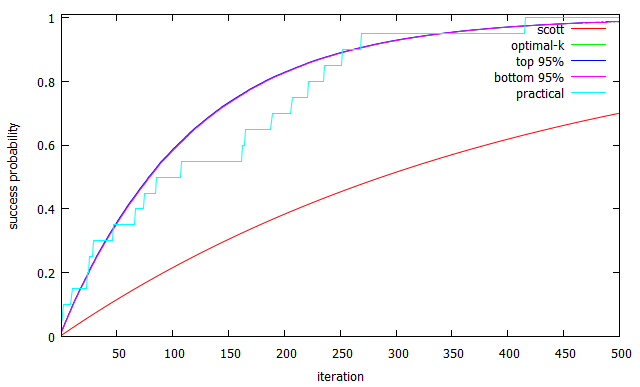 1
0.8
0.6
0.4
0.2
0
success probability
scott
optimal-k
top 95%
bottom 95%
practical
50 100 150 200 250 300 350 400 450 500
iteration